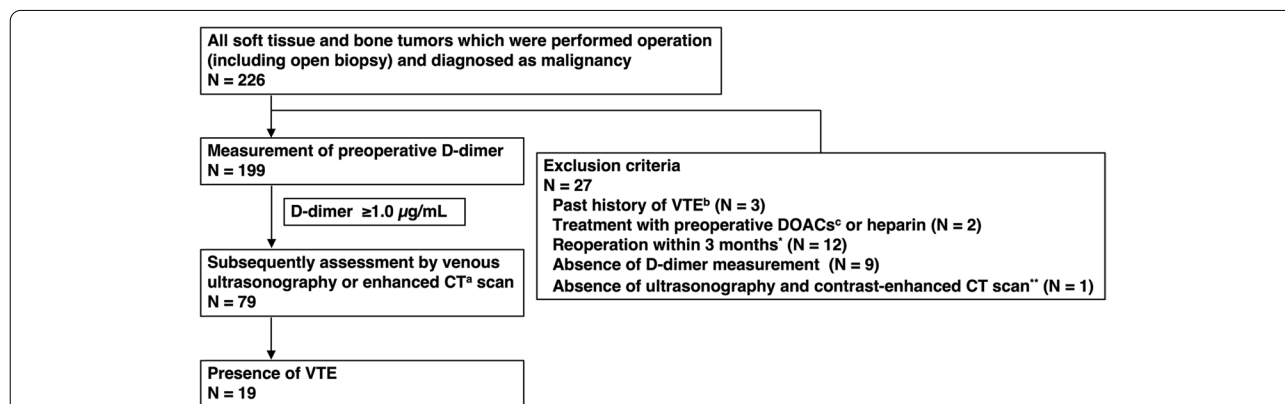 All soft tissue and bone tumors which were performed operation
(including open biopsy) and diagnosed as malignancy
N = 226
Measurement of preoperative D-dimer
N = 199
Exclusion criteria
N = 27
Past history of VTEᵇ (N = 3)
Treatment with preoperative DOACsᶜ or heparin (N = 2)
Reoperation within 3 months* (N = 12)
Absence of D-dimer measurement (N = 9)
Absence of ultrasonography and contrast-enhanced CT scan** (N = 1)
D-dimer ≥1.0 µg/mL
Subsequently assessment by venous
ultrasonography or enhanced CTᵃ scan
N = 79
Presence of VTE
N = 19